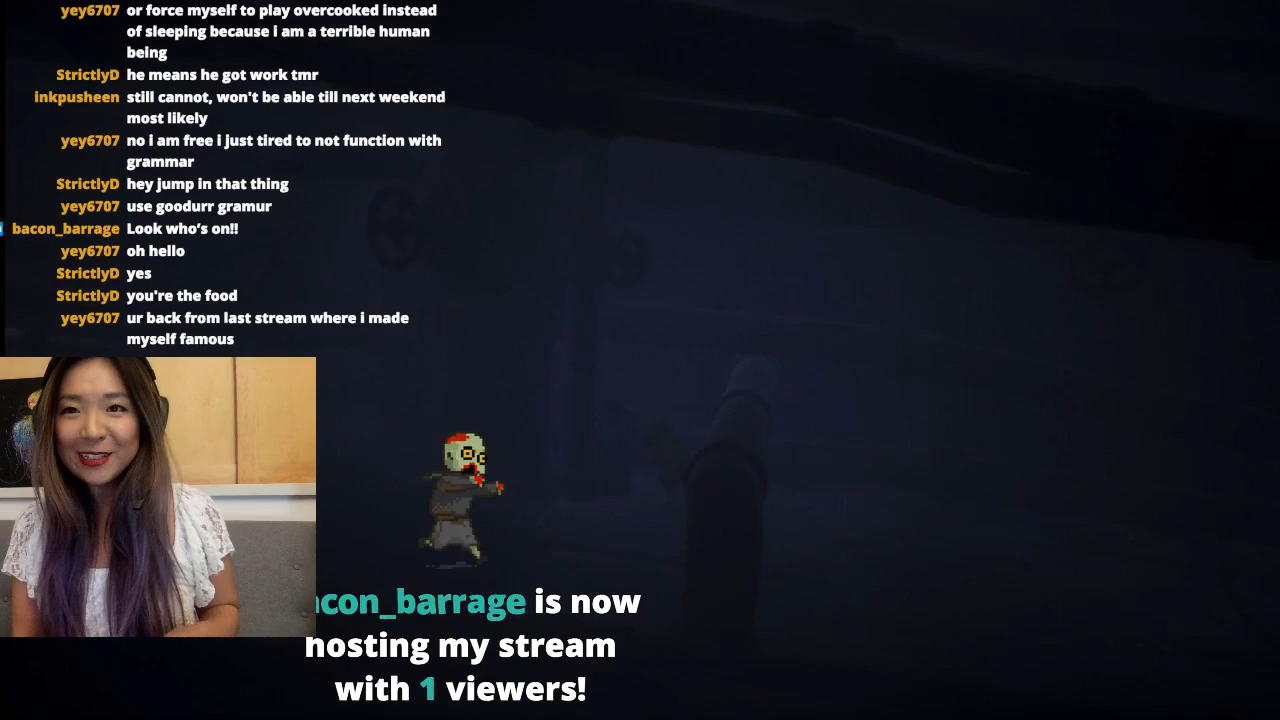 yey6707 or force myself to play overcooked instead
of sleeping because i am a terrible human
being
StrictlyD he means he got work tmr
inkpusheen still cannot, won't be able till next weekend
most likely
yey6707 no i am free i just tired to not function with
grammar
StrictlyD hey jump in that thing
yey6707 use goodurr gramur
bacon_barrage Look who’s on!!
yey6707 oh hello
StrictlyD yes
StrictlyD you're the food
yey6707 ur back from last stream where i made
myself famous
acon_barrage is now
hosting my stream
with 1 viewers!